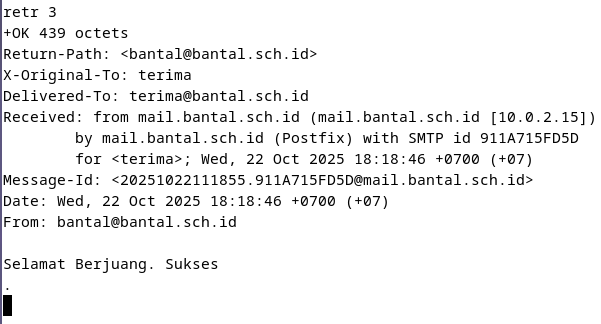 retr 3
+OK 439 octets
Return-Path: <bantal@bantal.sch.id>
X-Original-To: terima
Delivered-To: terima@bantal.sch.id
Received: from mail.bantal.sch.id (mail.bantal.sch.id [10.0.2.15])
        by mail.bantal.sch.id (Postfix) with SMTP id 911A715FD5D
        for <terima>; Wed, 22 Oct 2025 18:18:46 +0700 (+07)
Message-Id: <20251022111855.911A715FD5D@mail.bantal.sch.id>
Date: Wed, 22 Oct 2025 18:18:46 +0700 (+07)
From: bantal@bantal.sch.id

Selamat Berjuang. Sukses
.